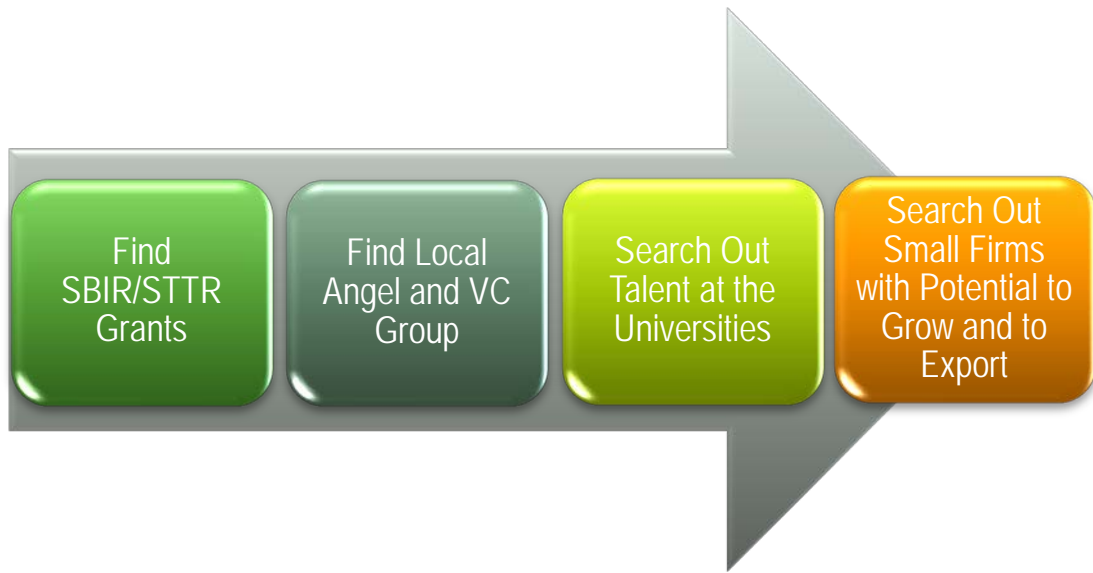 Find
SBIR/STTR
Grants
Find Local
Angel and VC
Group
Search Out
Talent at the
Universities
Search Out
Small Firms
with Potential to
Grow and to
Export